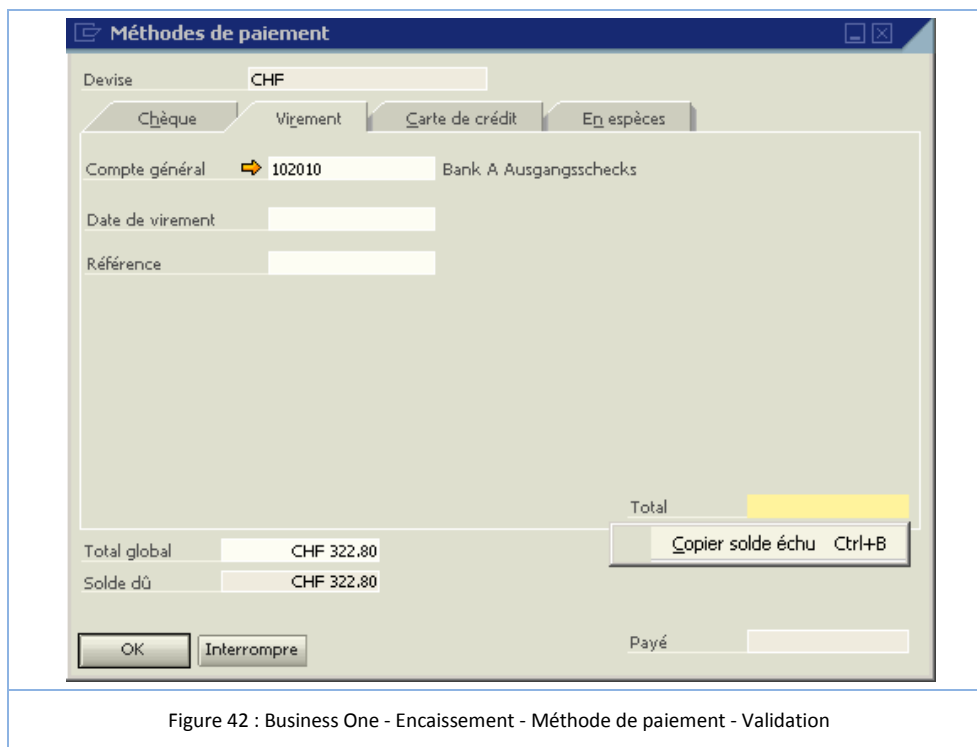 Méthodes de paiement
Devise CHF
Chèque Virement Carte de crédit En espèces
Compte général 102010 Bank A Ausgangsschecks
Date de virement
Référence
Total
Copier solde échu Ctrl+B
Total global CHF 322.80
Solde dû CHF 322.80
OK Interrompre Payé
Figure 42 : Business One - Encaissement - Méthode de paiement - Validation